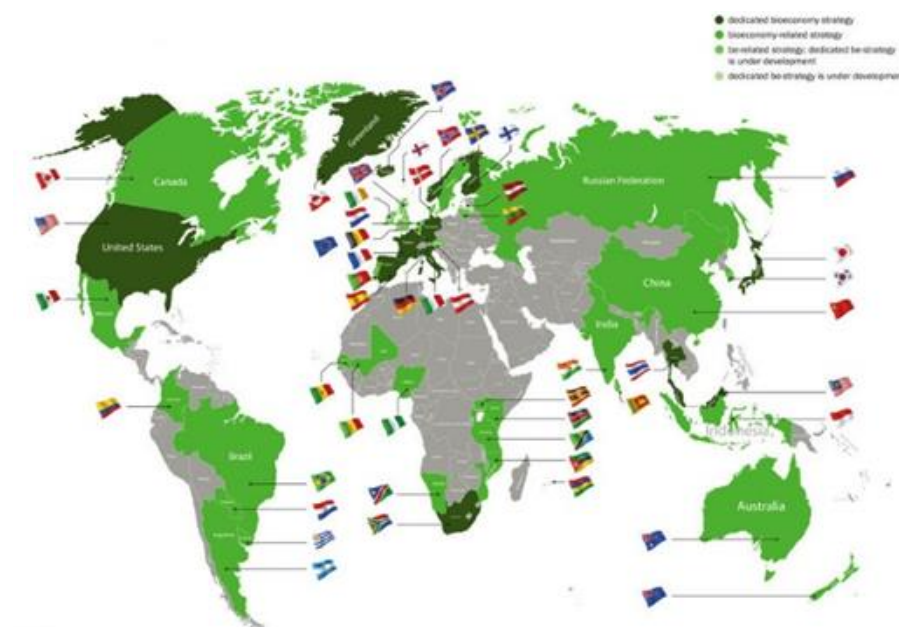 dedicated bioeconomy strategy
bioeconomy-related strategy
be-related strategy; dedicated be-strategy
is under development
dedicated be-strategy is under developme
Greenland
Canada
Russian Federation
United States
China
India
Brazil
Indonesia
Australia